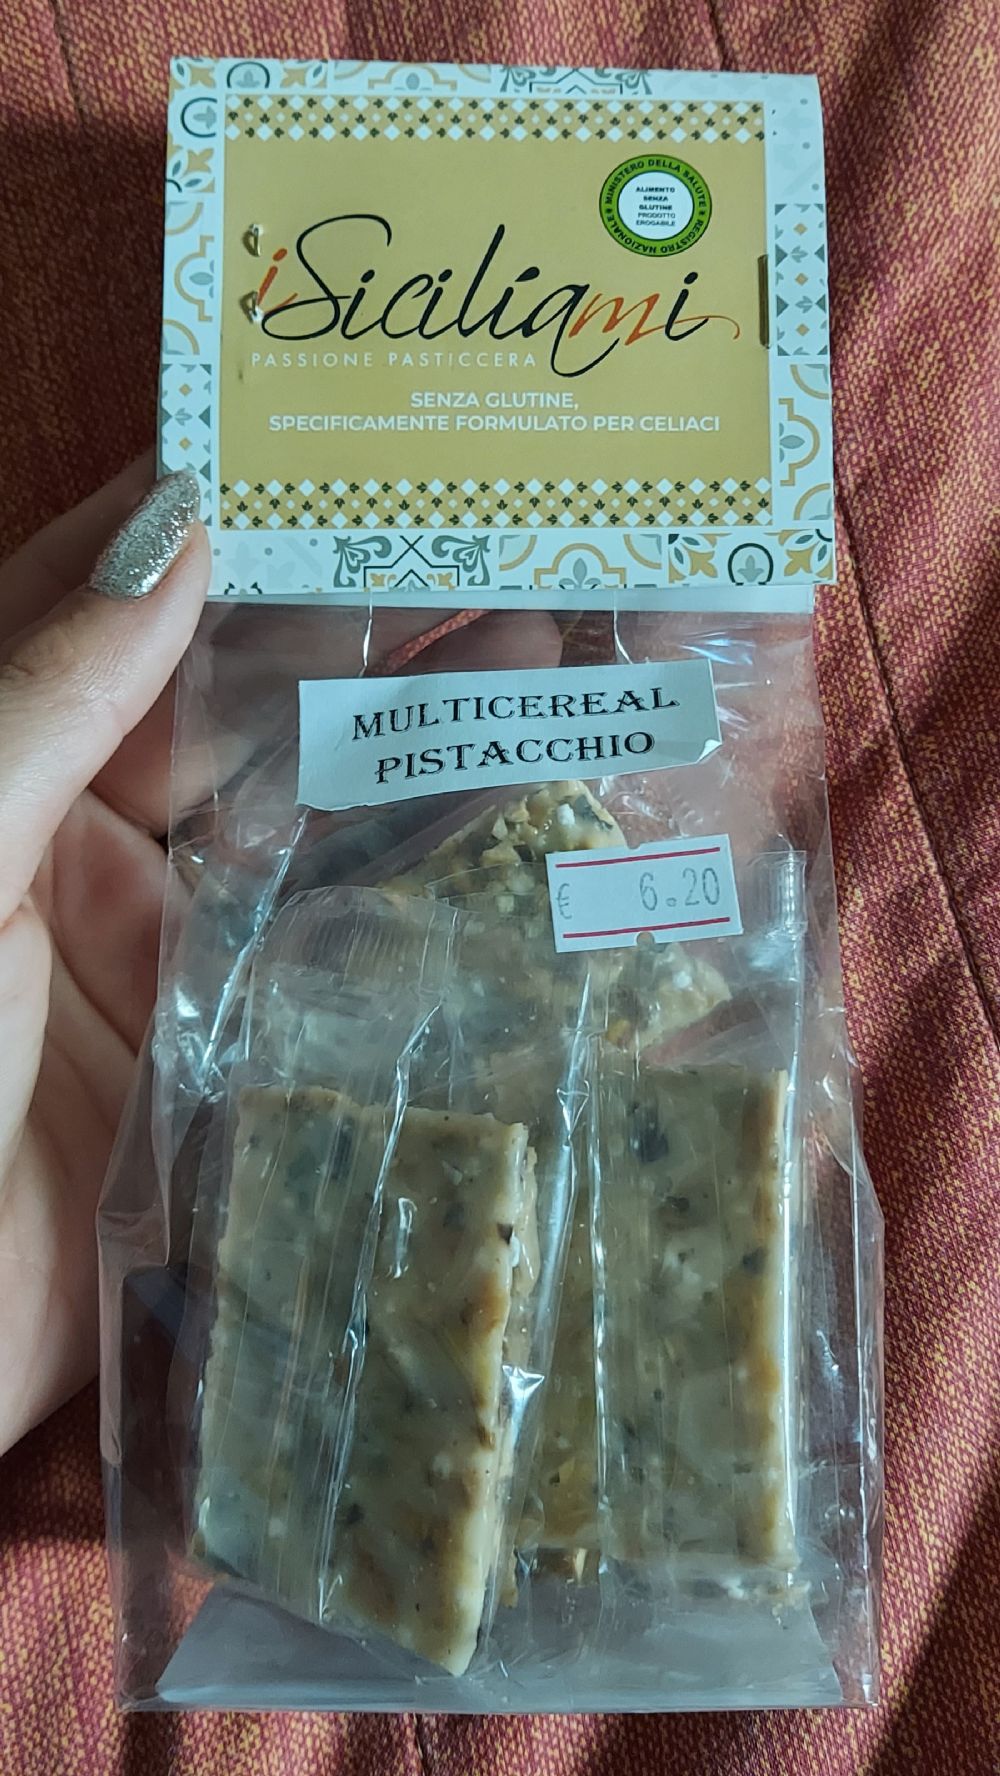 MINISTERO DELLA SALUTE * REGISTRO NAZIONALE *
ALIMENTO
SENZA
GLUTINE
PRODOTTO
EROGABILE
iSiciliami
PASSIONE PASTICCERA
SENZA GLUTINE,
SPECIFICAMENTE FORMULATO PER CELIACI
MULTICEREAL
PISTACCHIO
€ 6.20